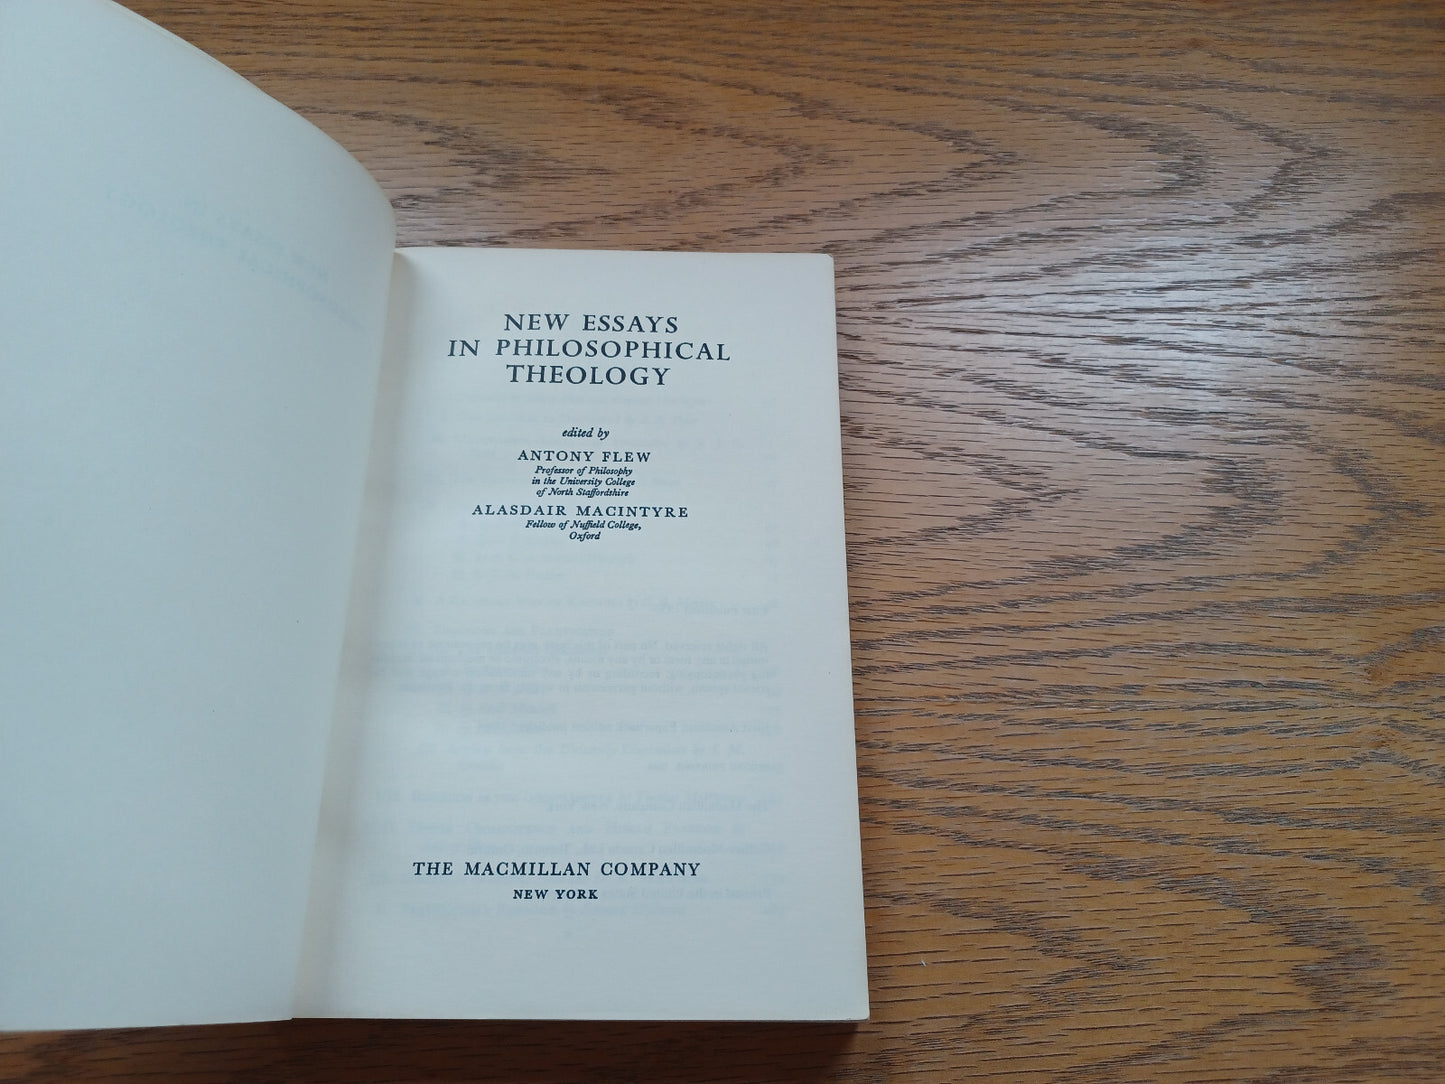 NEW ESSAYS
IN PHILOSOPHICAL
THEOLOGY
edited by
ANTONY FLEW
Professor of Philosophy
in the University College
of North Staffordshire
ALASDAIR MACINTYRE
Fellow of Nuffield College,
Oxford
THE MACMILLAN COMPANY
NEW YORK